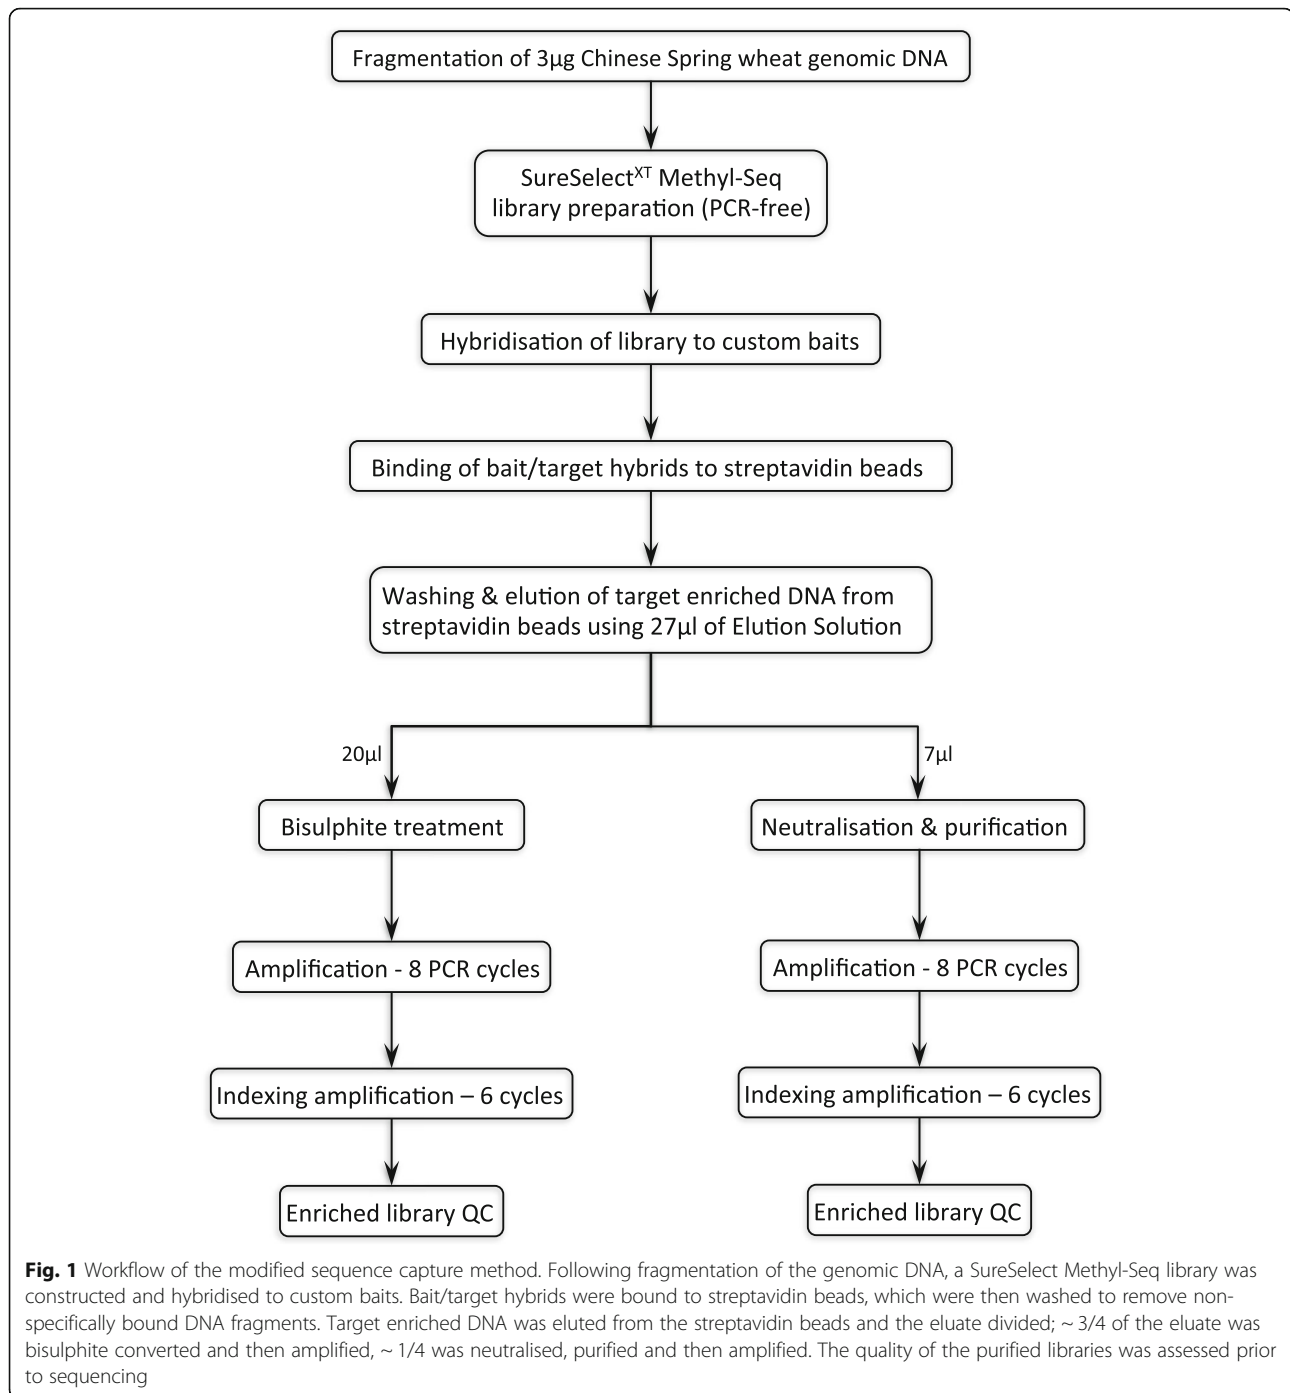 Fragmentation of 3µg Chinese Spring wheat genomic DNA
SureSelectXT Methyl-Seq
library preparation (PCR-free)
Hybridisation of library to custom baits
Binding of bait/target hybrids to streptavidin beads
Washing & elution of target enriched DNA from
streptavidin beads using 27µl of Elution Solution
20µl
7µl
Bisulphite treatment
Neutralisation & purification
Amplification - 8 PCR cycles
Amplification - 8 PCR cycles
Indexing amplification – 6 cycles
Indexing amplification – 6 cycles
Enriched library QC
Enriched library QC
Fig. 1 Workflow of the modified sequence capture method. Following fragmentation of the genomic DNA, a SureSelect Methyl-Seq library was
constructed and hybridised to custom baits. Bait/target hybrids were bound to streptavidin beads, which were then washed to remove non-
specifically bound DNA fragments. Target enriched DNA was eluted from the streptavidin beads and the eluate divided; ~ 3/4 of the eluate was
bisulphite converted and then amplified, ~ 1/4 was neutralised, purified and then amplified. The quality of the purified libraries was assessed prior
to sequencing